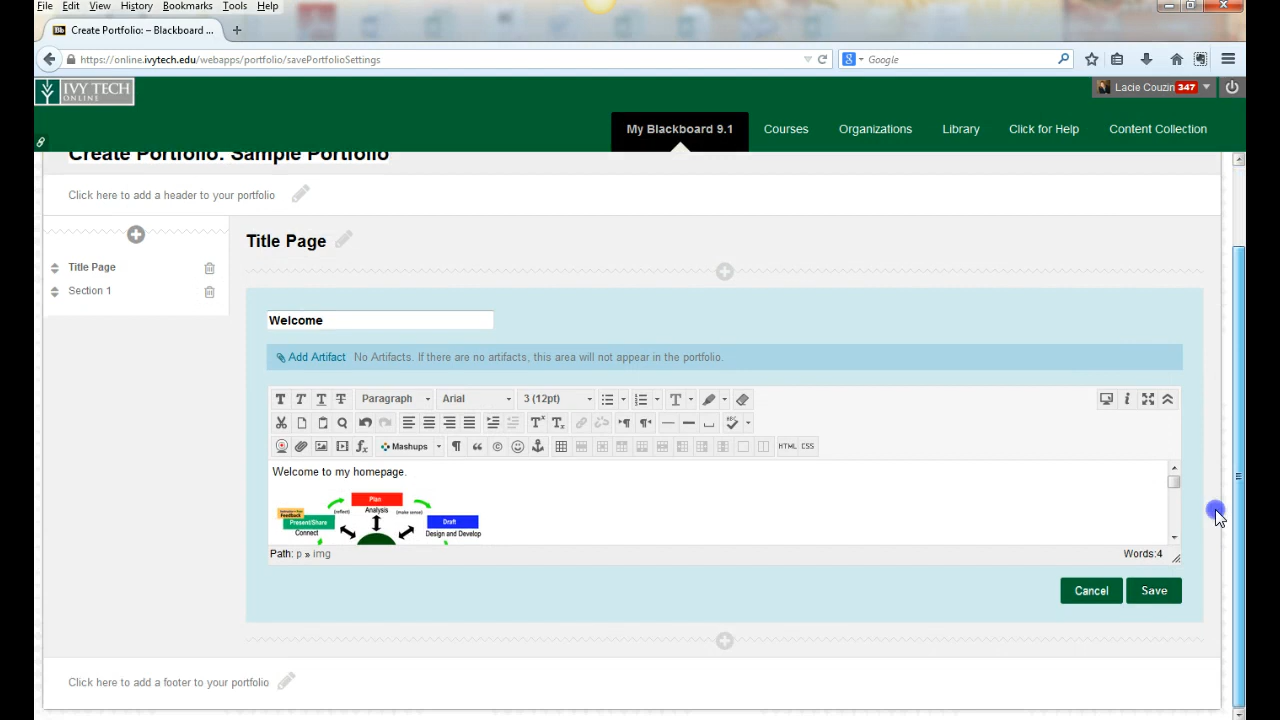 File Edit View History Bookmarks Tools Help
Create Portfolio: – Blackboard ...
https://online.ivytech.edu/webapps/portfolio/savePortfolioSettings
Google
IVY TECH
ONLINE
Lacie Couzin 347
My Blackboard 9.1 Courses Organizations Library Click for Help Content Collection
Create Portfolio: Sample Portfolio
Click here to add a header to your portfolio
Title Page
Title Page
Section 1
Welcome
Add Artifact No Artifacts. If there are no artifacts, this area will not appear in the portfolio.
T T T T Paragraph Arial 3 (12pt)
Mashups HTML CSS
Welcome to my homepage.
Plan
Analysis
(reflect) (make sense)
Feedback
Present/Share
Connect
Draft
Design and Develop
Path: p » img Words:4
Cancel Save
Click here to add a footer to your portfolio